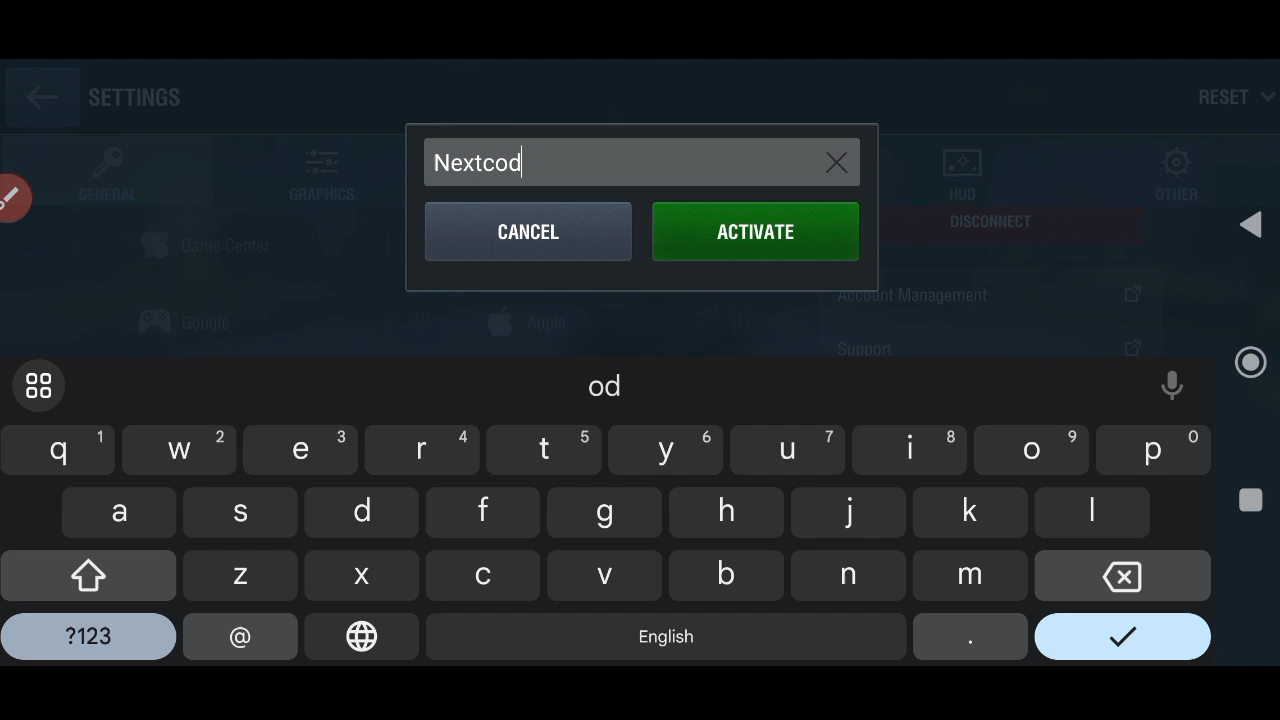 SETTINGS
RESET
Nextcod
GENERAL
GRAPHICS
HUD
OTHER
CANCEL
ACTIVATE
DISCONNECT
Game Center
Account Management
Google
Apple
Support
od
q 1 w 2 e 3 r 4 t 5 y 6 u 7 i 8 o 9 p 0
a s d f g h j k l
z x c v b n m
?123 @ English .